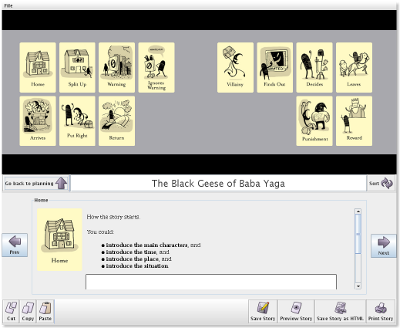 File
Home Split Up Warning Ignores Warning Villainy Finds Out Decides Leaves
Arrives Put Right Return Punishment Reward
Go back to planning The Black Geese of Baba Yaga Next
Home
How the story starts.
You could:
• Introduce the main characters, and
• Introduce the time, and
• Introduce the place, and
• Introduce the situation.
Home
Prev Next
Cut Copy Paste Save Story Preview Story Save Story as HTML Print Story